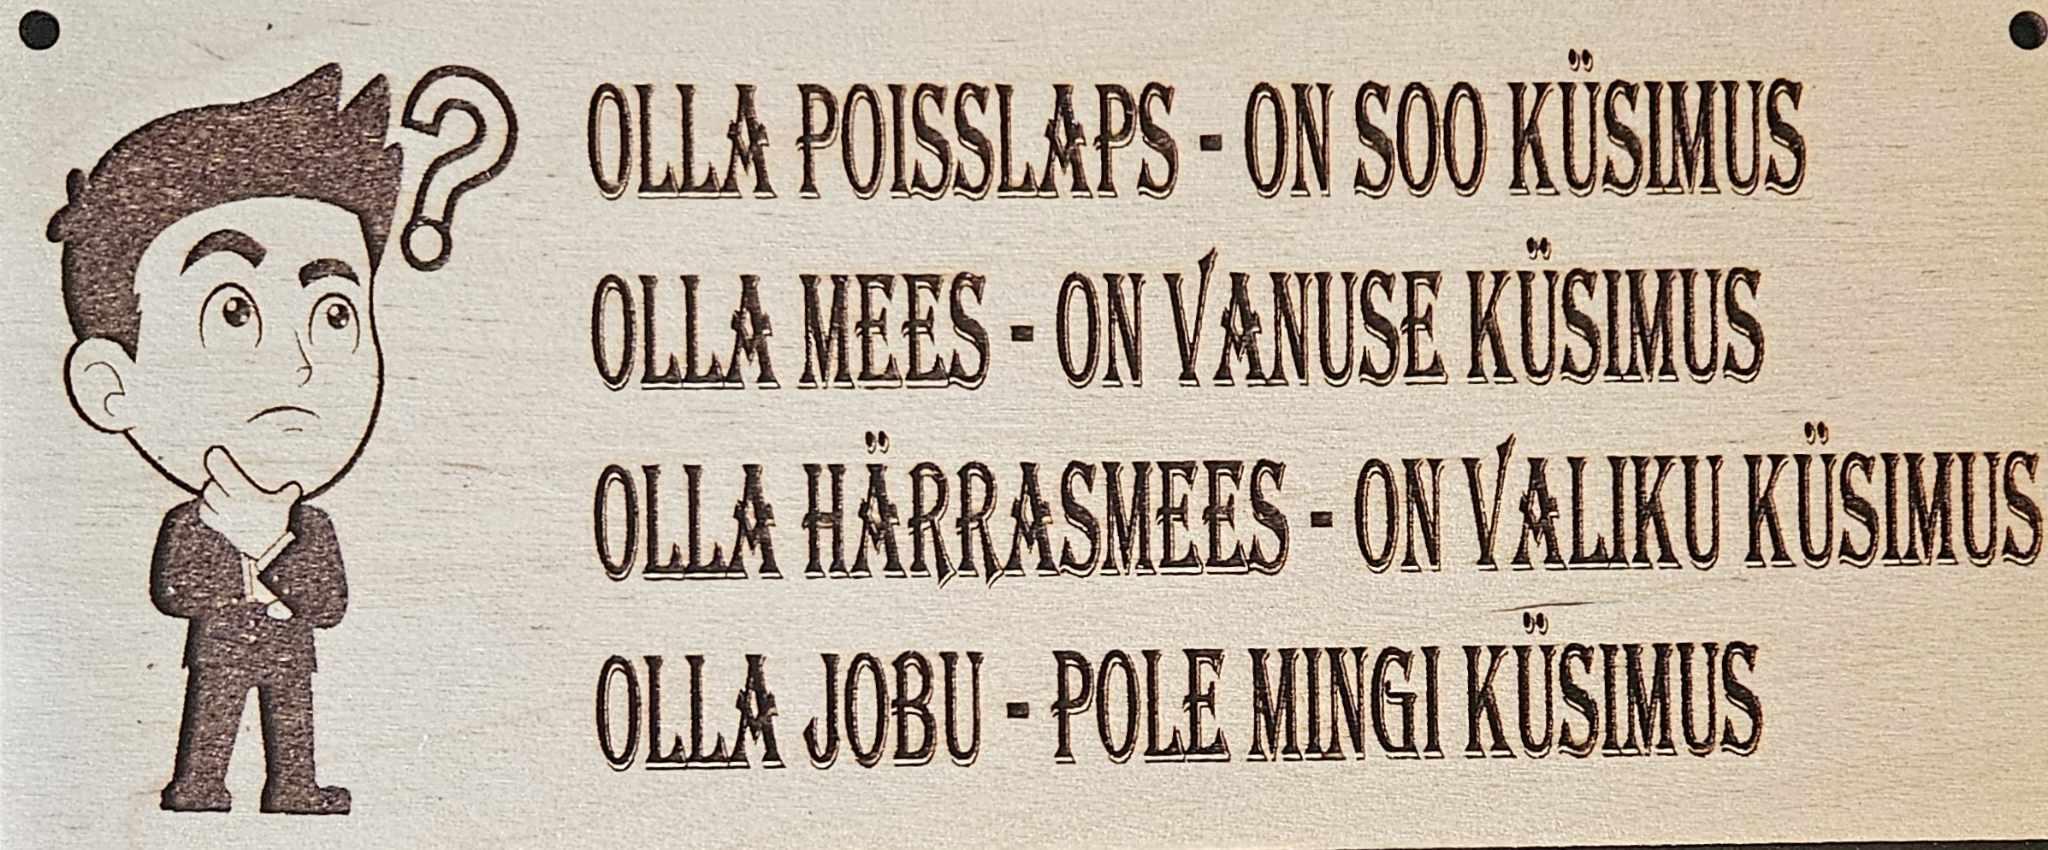 ?
OLLA POISSLAPS - ON SOO KÜSIMUS
OLLA MEES - ON VANUSE KÜSIMUS
OLLA HÄRRASMEES - ON VALIKU KÜSIMUS
OLLA JOBU - POLE MINGI KÜSIMUS